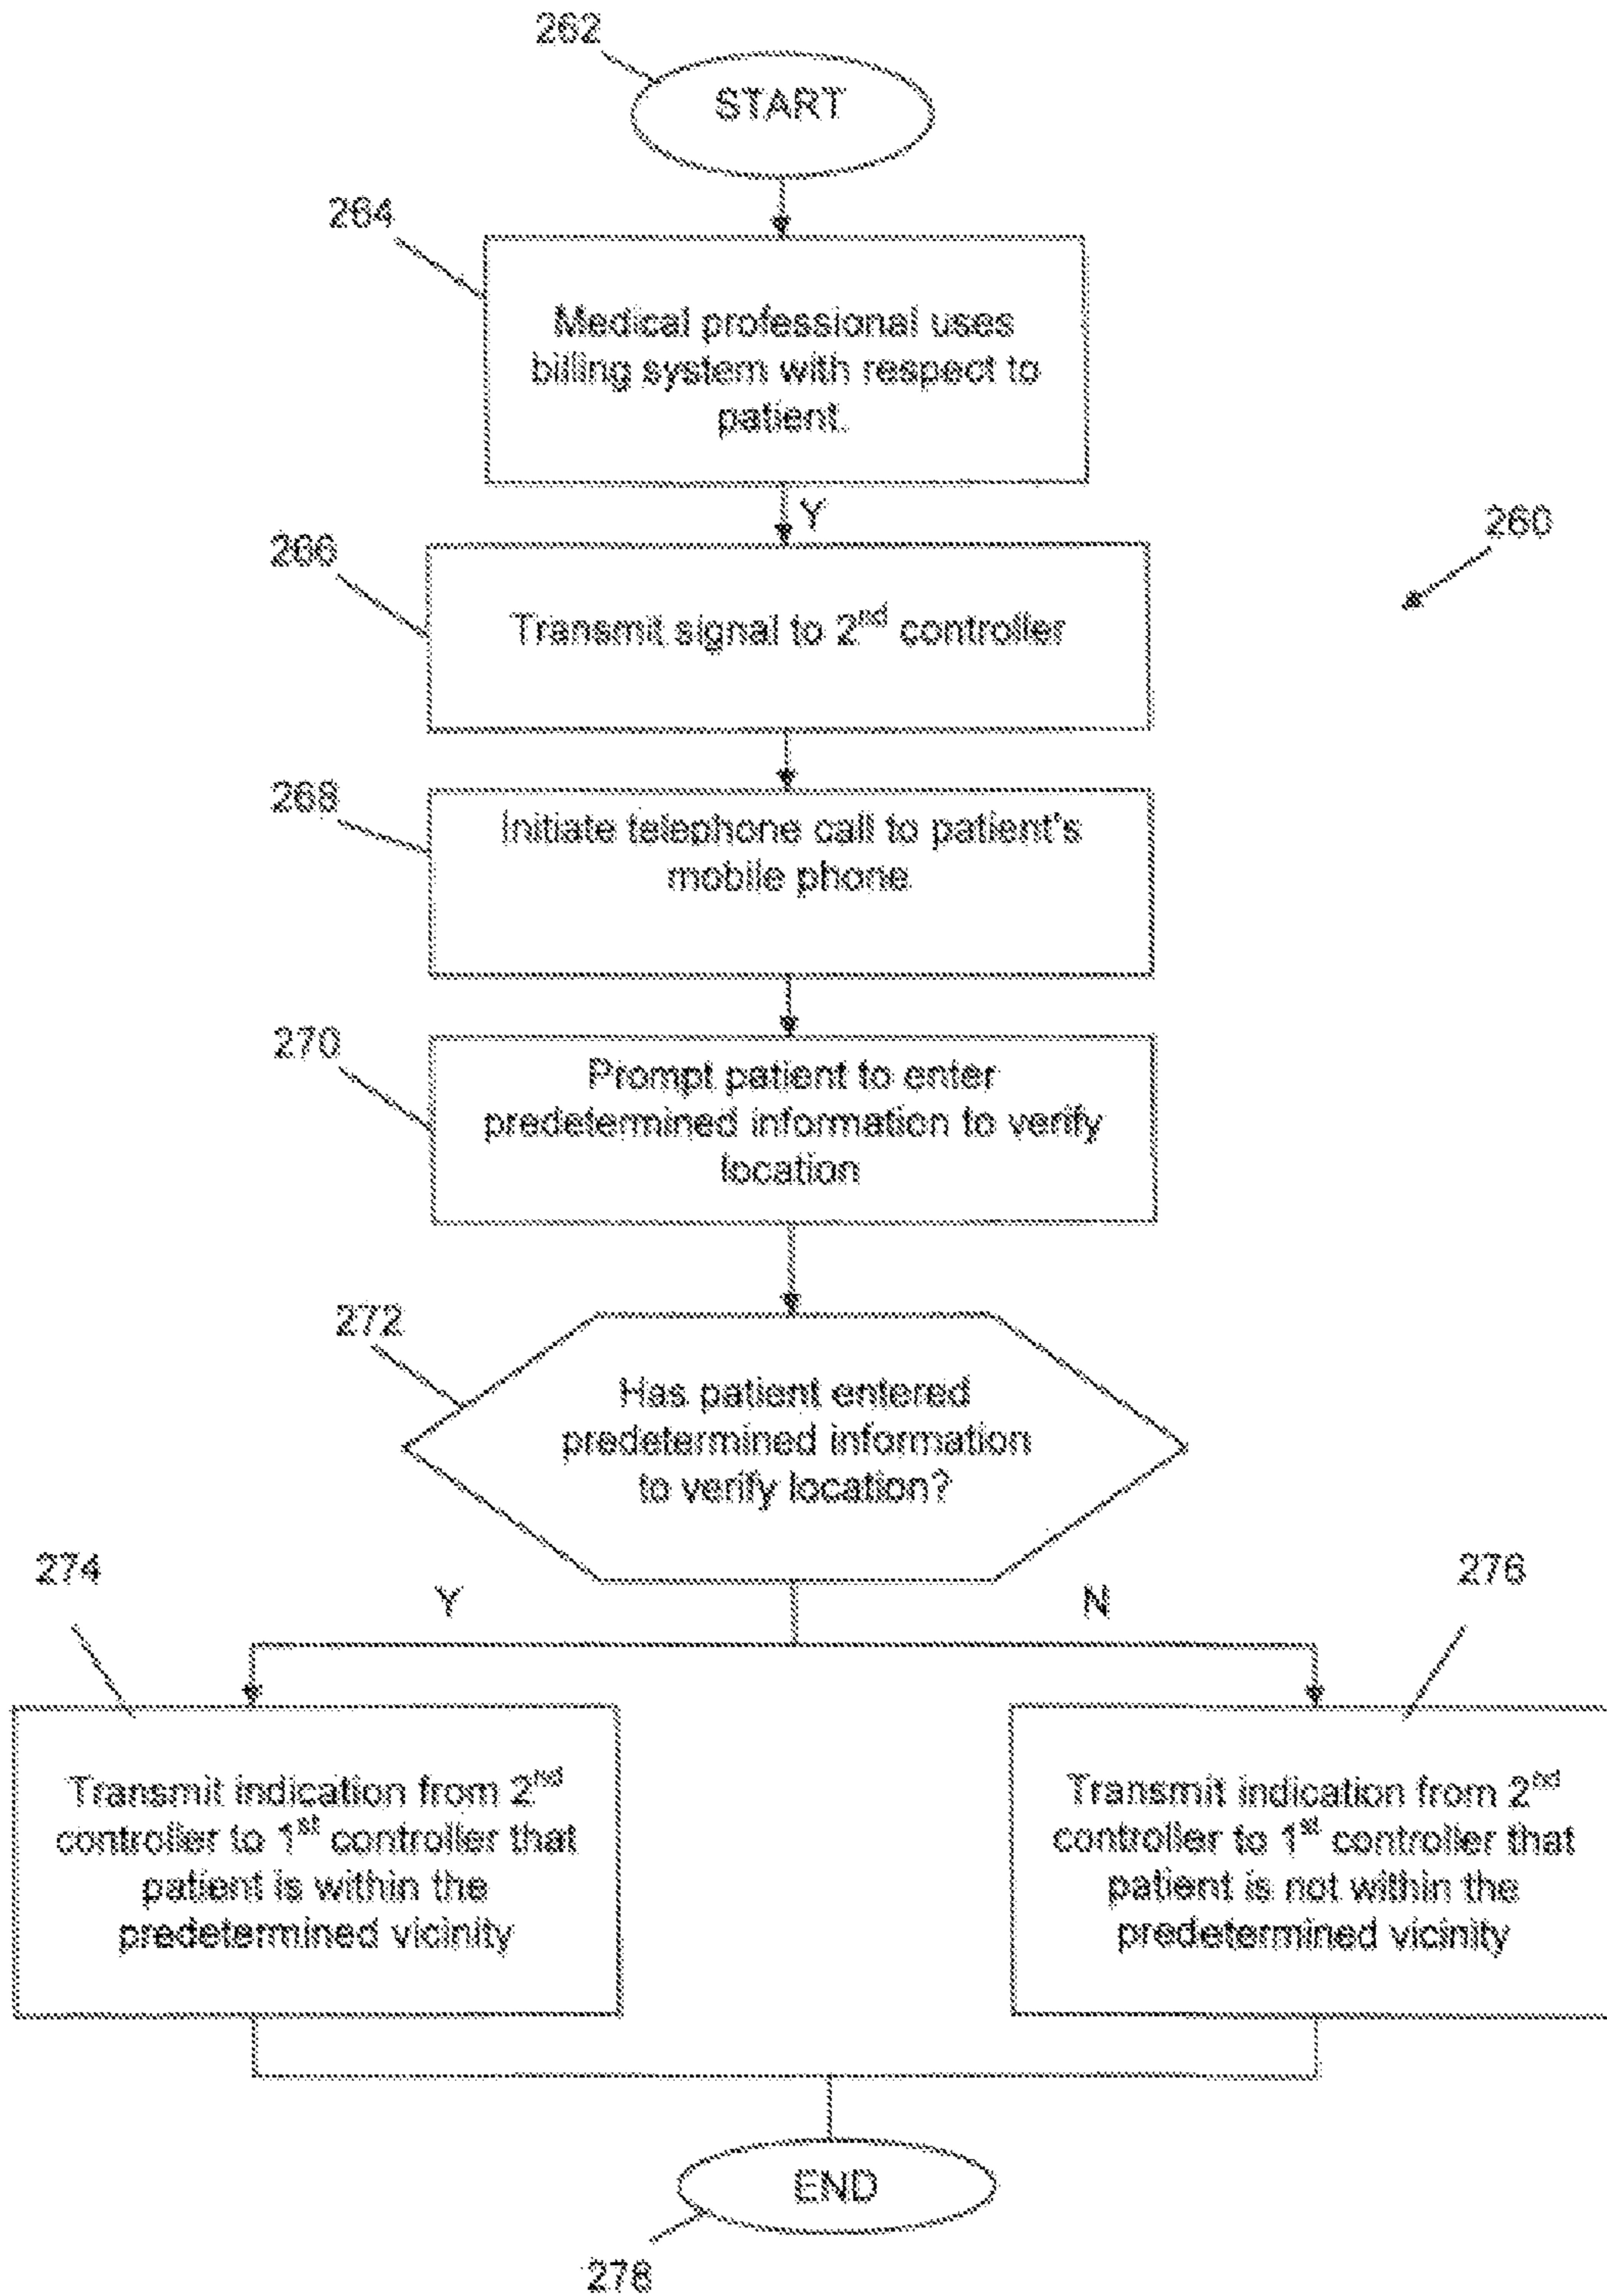 262
START
264
Medical professional uses
billing system with respect to
patient.
Y
260
266
Transmit signal to 2nd controller
268
Initiate telephone call to patient's
mobile phone
270
Prompt patient to enter
predetermined information to verify
location
272
Has patient entered
predetermined information
to verify location?
274
Y
N
276
Transmit indication from 2nd
controller to 1st controller that
patient is within the
predetermined vicinity
Transmit indication from 2nd
controller to 1st controller that
patient is not within the
predetermined vicinity
END
278